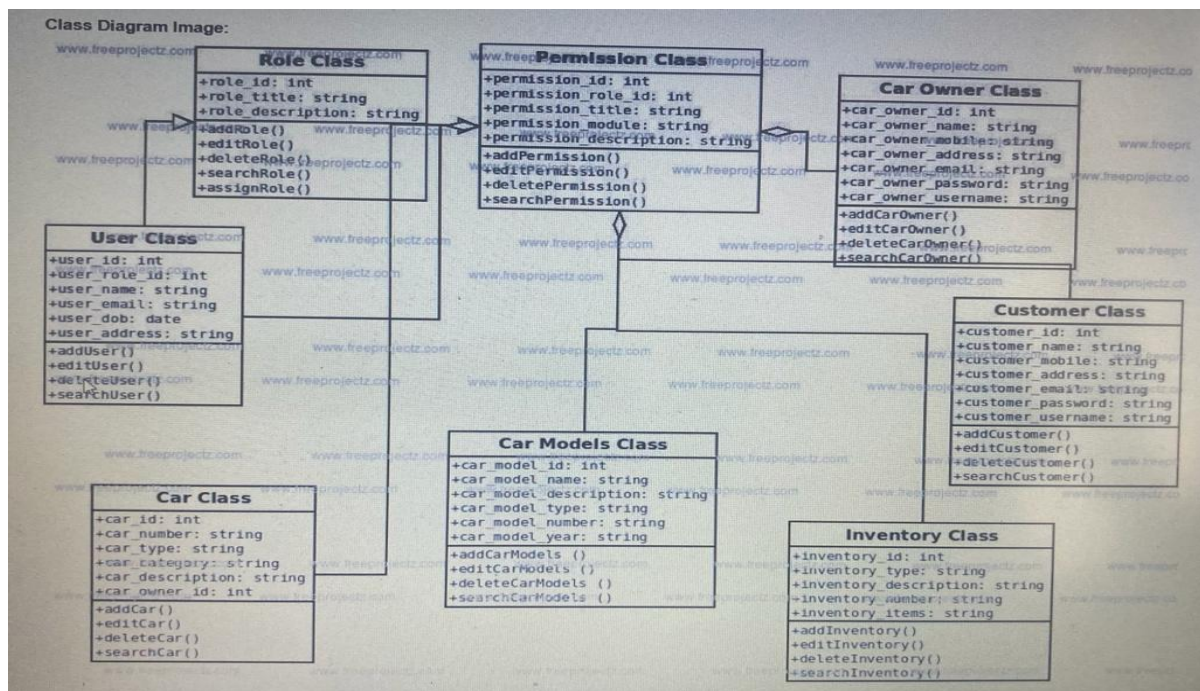 Class Diagram Image:
Role Class
+role_id: int
+role_title: string
+role_description: string
+addRole()
+editRole()
+deleteRole()
+searchRole()
+assignRole()
Permission Class
+permission_id: int
+permission_role_id: int
+permission_title: string
+permission_module: string
+permission_description: string
+addPermission()
+editPermission()
+deletePermission()
+searchPermission()
Car Owner Class
+car_owner_id: int
+car_owner_name: string
+car_owner_mobile: string
+car_owner_address: string
+car_owner_email: string
+car_owner_password: string
+car_owner_username: string
+addCarOwner()
+editCarOwner()
+deleteCarOwner()
+searchCarOwner()
User Class
+user_id: int
+user_role_id: int
+user_name: string
+user_email: string
+user_dob: date
+user_address: string
+addUser()
+editUser()
+deleteUser()
+searchUser()
Customer Class
+customer_id: int
+customer_name: string
+customer_mobile: string
+customer_address: string
+customer_email: string
+customer_password: string
+customer_username: string
+addCustomer()
+editCustomer()
+deleteCustomer()
+searchCustomer()
Car Models Class
+car_model_id: int
+car_model_name: string
+car_model_description: string
+car_model_type: string
+car_model_number: string
+car_model_year: string
+addCarModels ()
+editCarModels ()
+deleteCarModels ()
+searchCarModels ()
Car Class
+car_id: int
+car_number: string
+car_type: string
+car_category: string
+car_description: string
+car_owner_id: int
+addCar()
+editCar()
+deleteCar()
+searchCar()
Inventory Class
+inventory_id: int
+inventory_type: string
+inventory_description: string
+inventory_number: string
+inventory_items: string
+addInventory()
+editInventory()
+deleteInventory()
+searchInventory()
www.freeprojectz.com